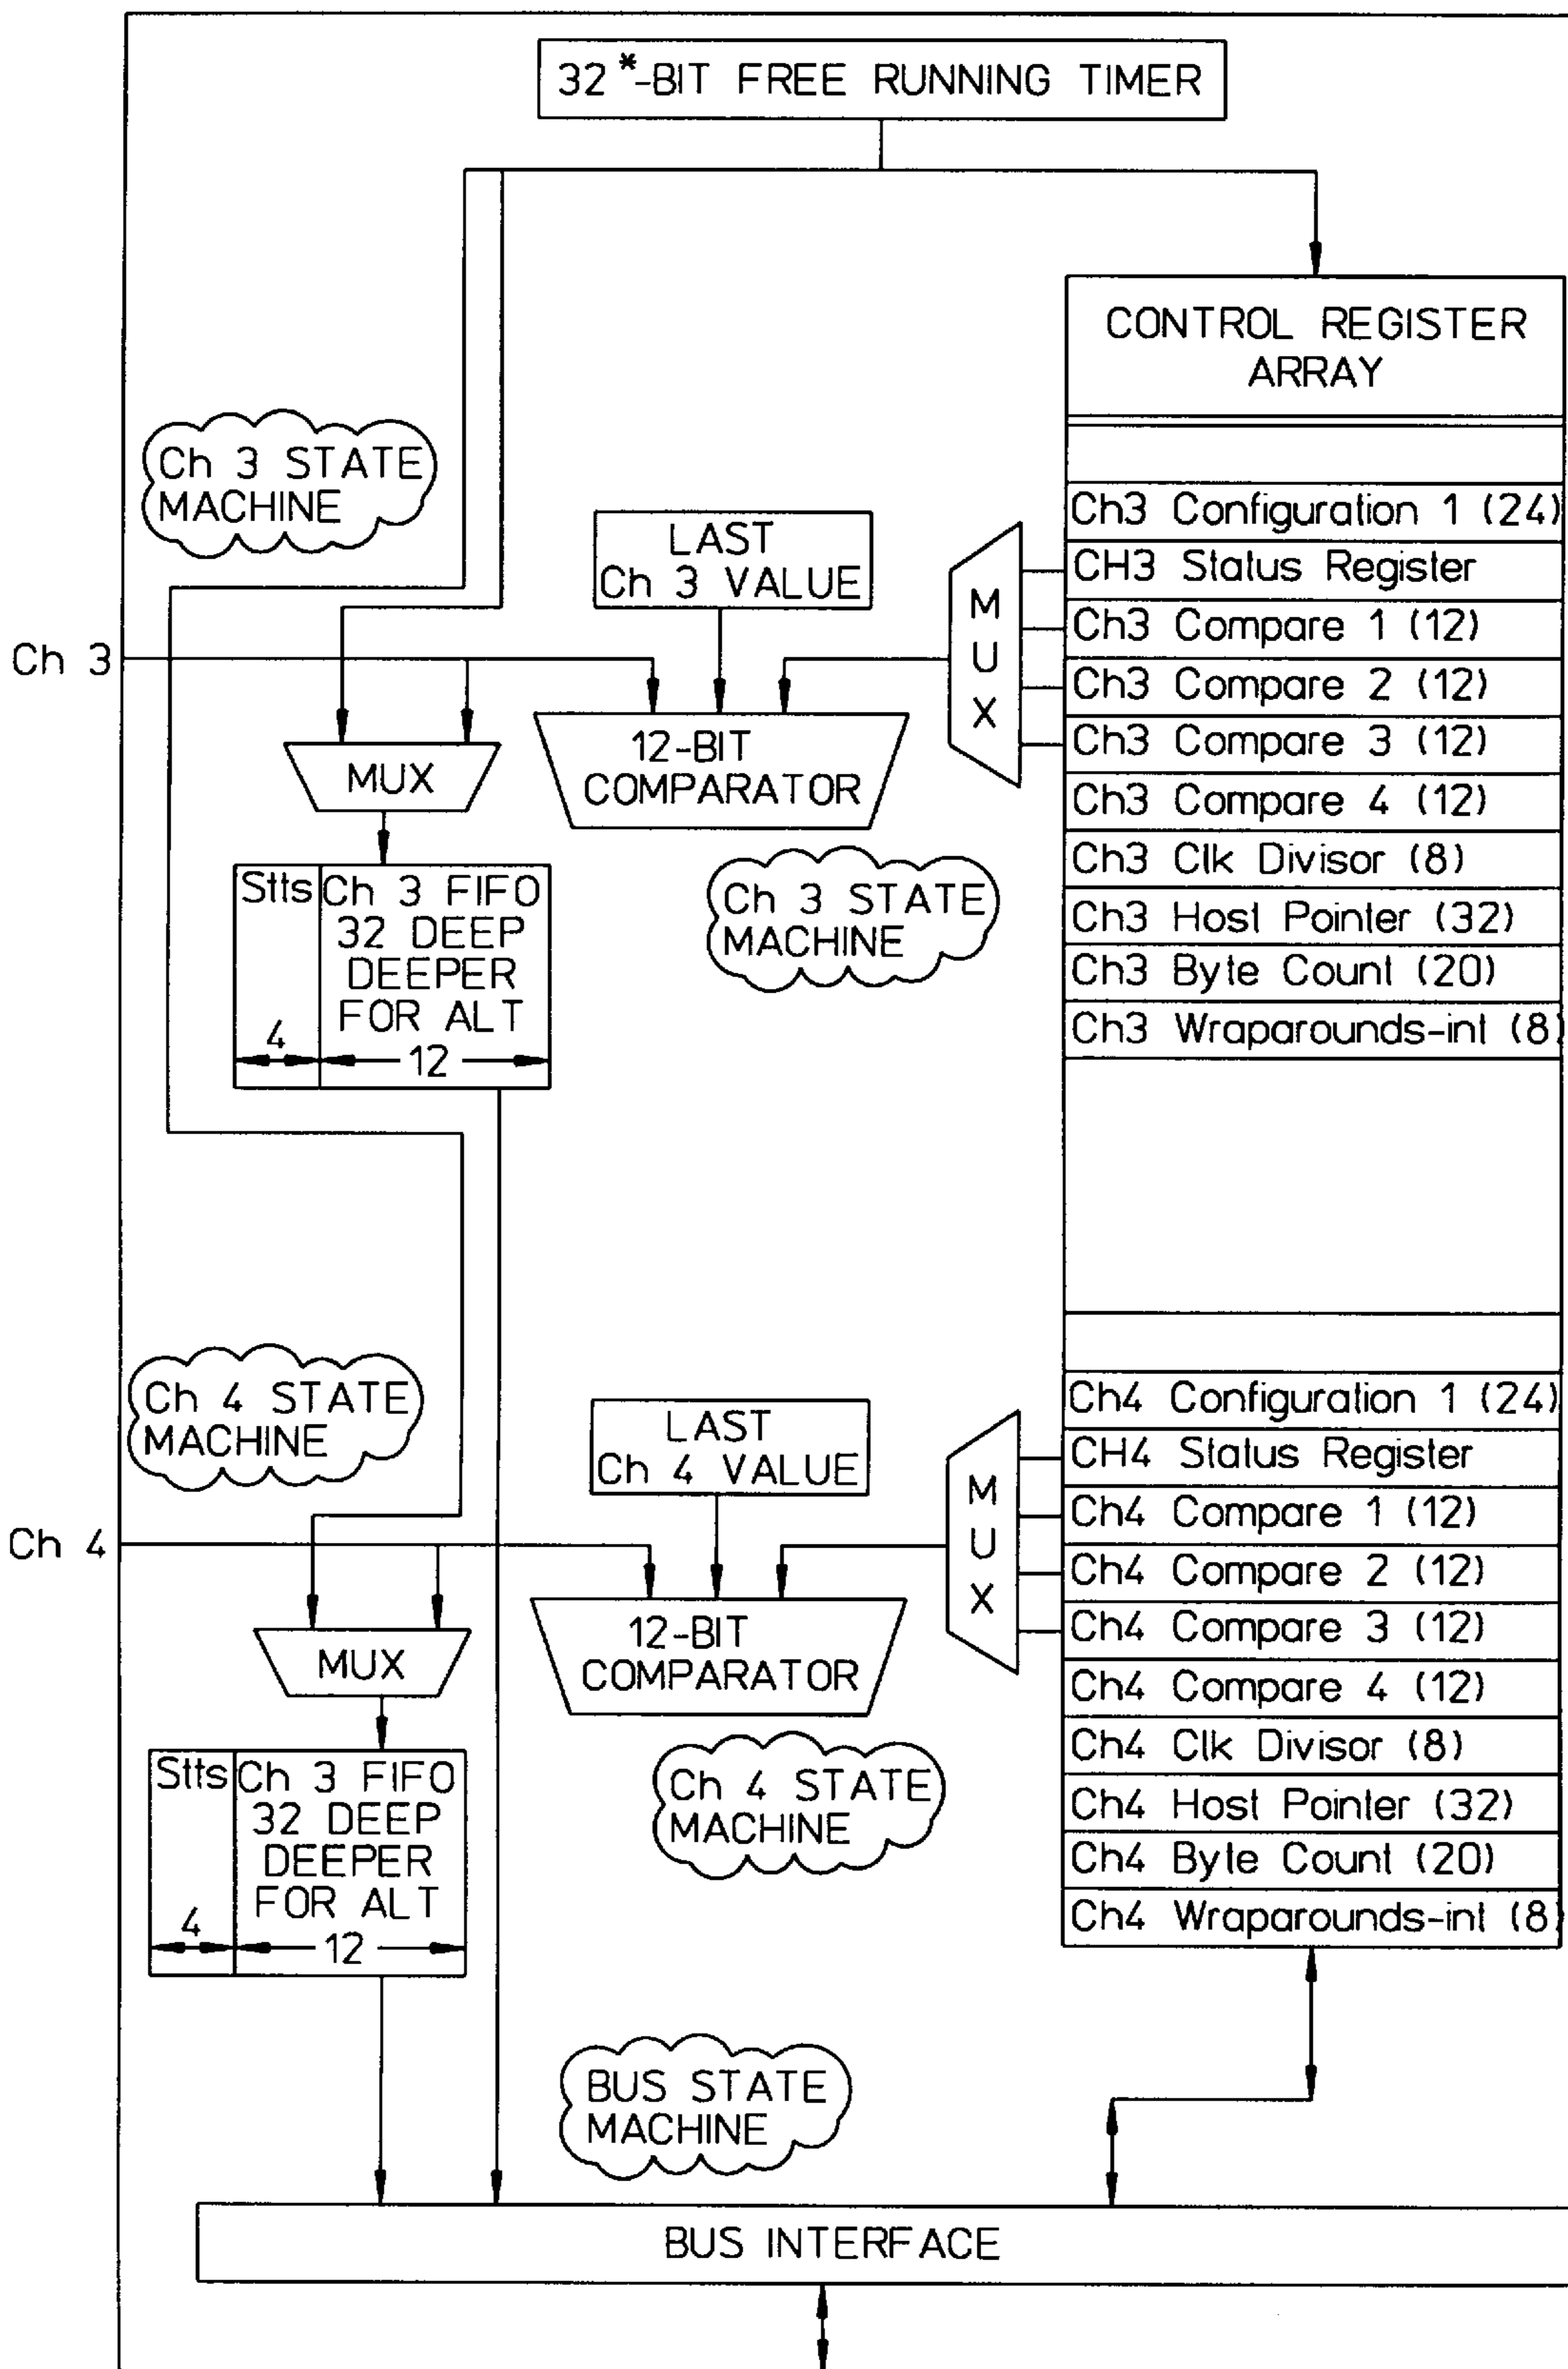 32*-BIT FREE RUNNING TIMER
CONTROL REGISTER
ARRAY
Ch 3 STATE
MACHINE
LAST
Ch 3 VALUE
MUX
Ch3 Configuration 1 (24)
CH3 Status Register
Ch3 Compare 1 (12)
Ch3 Compare 2 (12)
Ch3 Compare 3 (12)
Ch3 Compare 4 (12)
Ch3 Clk Divisor (8)
Ch3 Host Pointer (32)
Ch3 Byte Count (20)
Ch3 Wraparounds-int (8)
Ch 3
MUX
12-BIT
COMPARATOR
Stts
Ch 3 FIFO
32 DEEP
DEEPER
FOR ALT
4
12
Ch 3 STATE
MACHINE
Ch 4 STATE
MACHINE
LAST
Ch 4 VALUE
MUX
Ch4 Configuration 1 (24)
CH4 Status Register
Ch4 Compare 1 (12)
Ch4 Compare 2 (12)
Ch4 Compare 3 (12)
Ch4 Compare 4 (12)
Ch4 Clk Divisor (8)
Ch4 Host Pointer (32)
Ch4 Byte Count (20)
Ch4 Wraparounds-int (8)
Ch 4
MUX
12-BIT
COMPARATOR
Stts
Ch 3 FIFO
32 DEEP
DEEPER
FOR ALT
4
12
Ch 4 STATE
MACHINE
BUS STATE
MACHINE
BUS INTERFACE